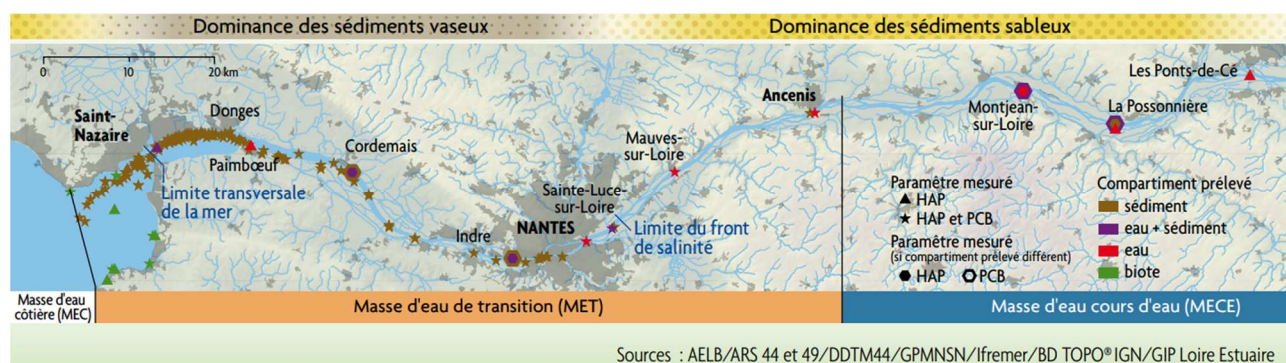 Dominance des sédiments vaseux
Dominance des sédiments sableux
0 10 20 km
Saint-
Nazaire
Donges
Paimbœuf
Cordemais
Limite transversale
de la mer
Indre
NANTES
Sainte-Luce-
sur-Loire
Mauves-
sur-Loire
Limite du front
de salinité
Ancenis
Montjean-
sur-Loire
La Possonnière
Les Ponts-de-Cé
Paramètre mesuré
HAP
HAP et PCB
Paramètre mesuré
(si compartiment prélevé différent)
HAP PCB
Compartiment prélevé
sédiment
eau + sédiment
eau
biote
Masse d'eau
côtière (MEC)
Masse d'eau de transition (MET)
Masse d'eau cours d'eau (MECE)
Sources : AELB/ARS 44 et 49/DDTM44/GPMNSN/Ifremer/BD TOPO® IGN/GIP Loire Estuaire